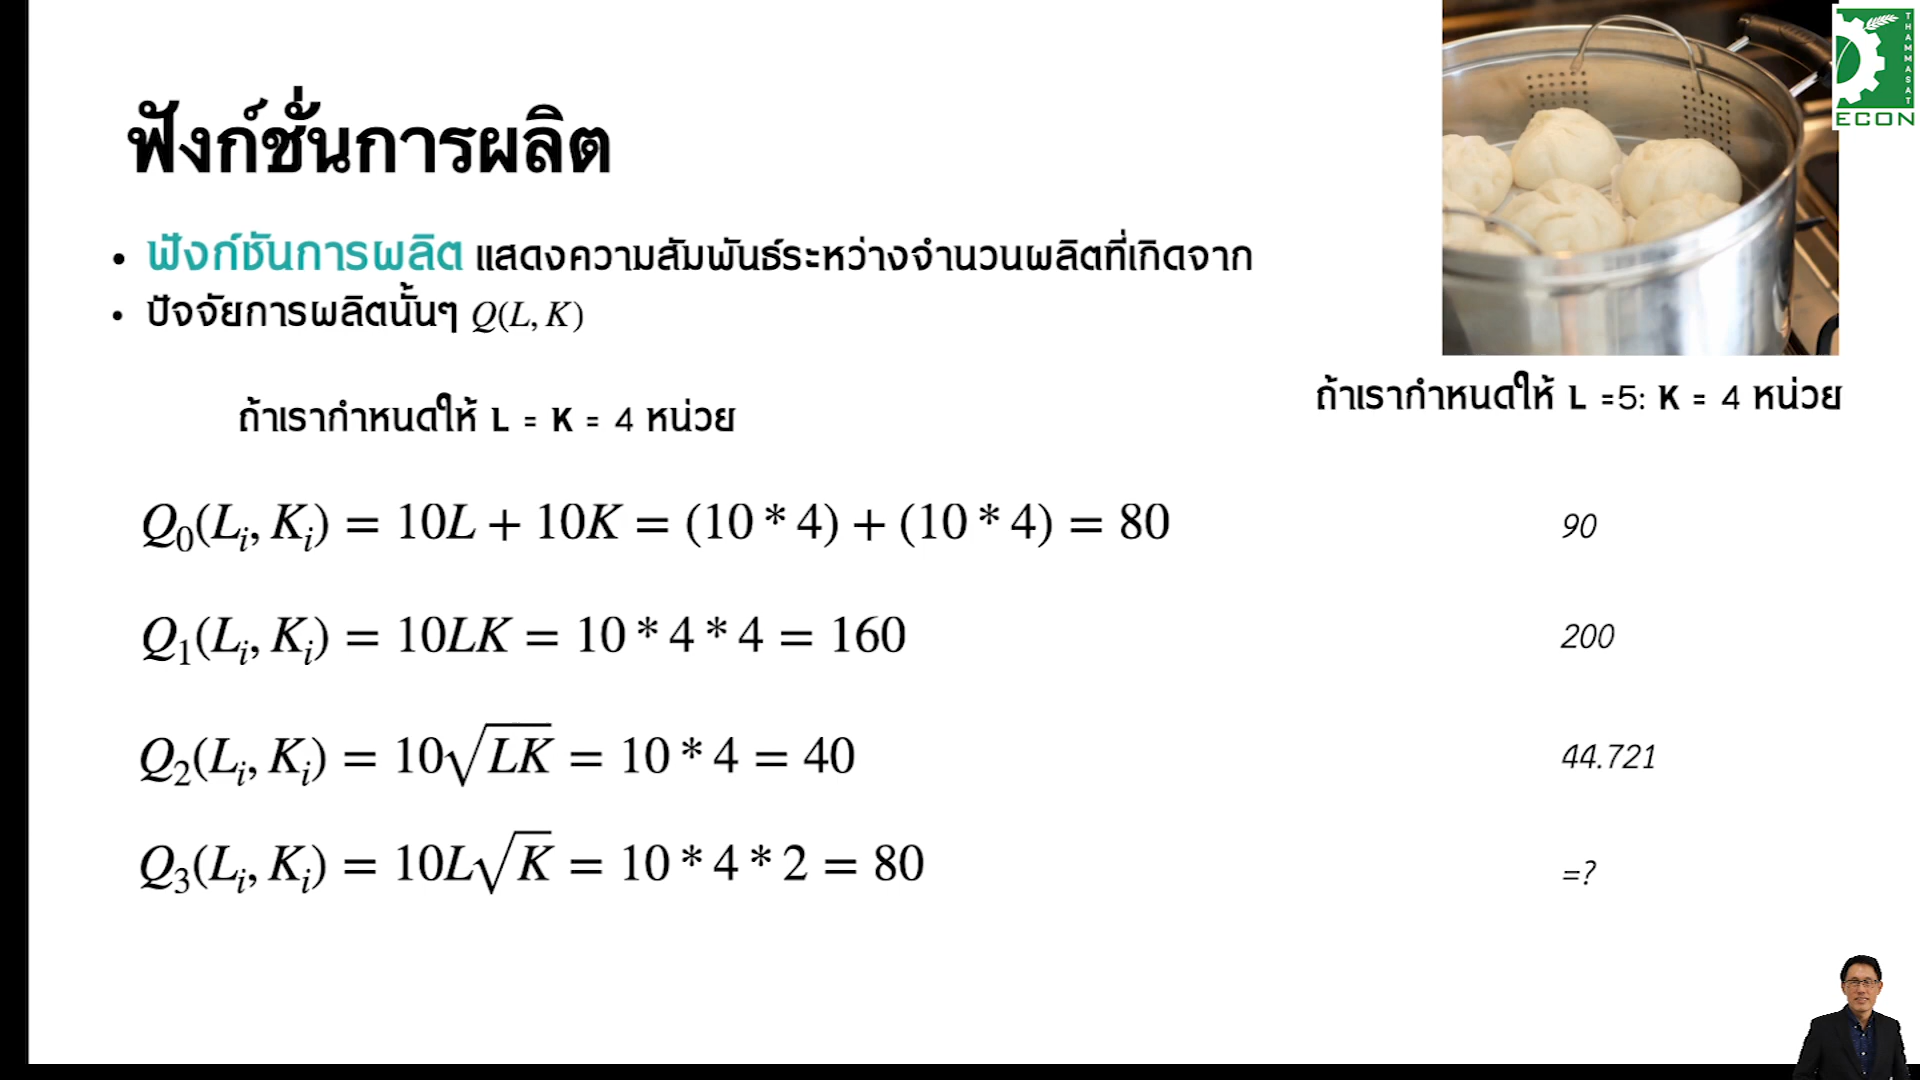 THAMMASAT
ECON
ฟังก์ชั่นการผลิต
• ฟังก์ชันการผลิต แสดงความสัมพันธ์ระหว่างจำนวนผลิตที่เกิดจาก
• ปัจจัยการผลิตนั้นๆ Q(L, K)
ถ้าเรากำหนดให้ L = K = 4 หน่วย
ถ้าเรากำหนดให้ L =5: K = 4 หน่วย
Q₀(Lᵢ, Kᵢ) = 10L + 10K = (10 * 4) + (10 * 4) = 80
90
Q₁(Lᵢ, Kᵢ) = 10LK = 10 * 4 * 4 = 160
200
Q₂(Lᵢ, Kᵢ) = 10√(LK) = 10 * 4 = 40
44.721
Q₃(Lᵢ, Kᵢ) = 10L√K = 10 * 4 * 2 = 80
=?